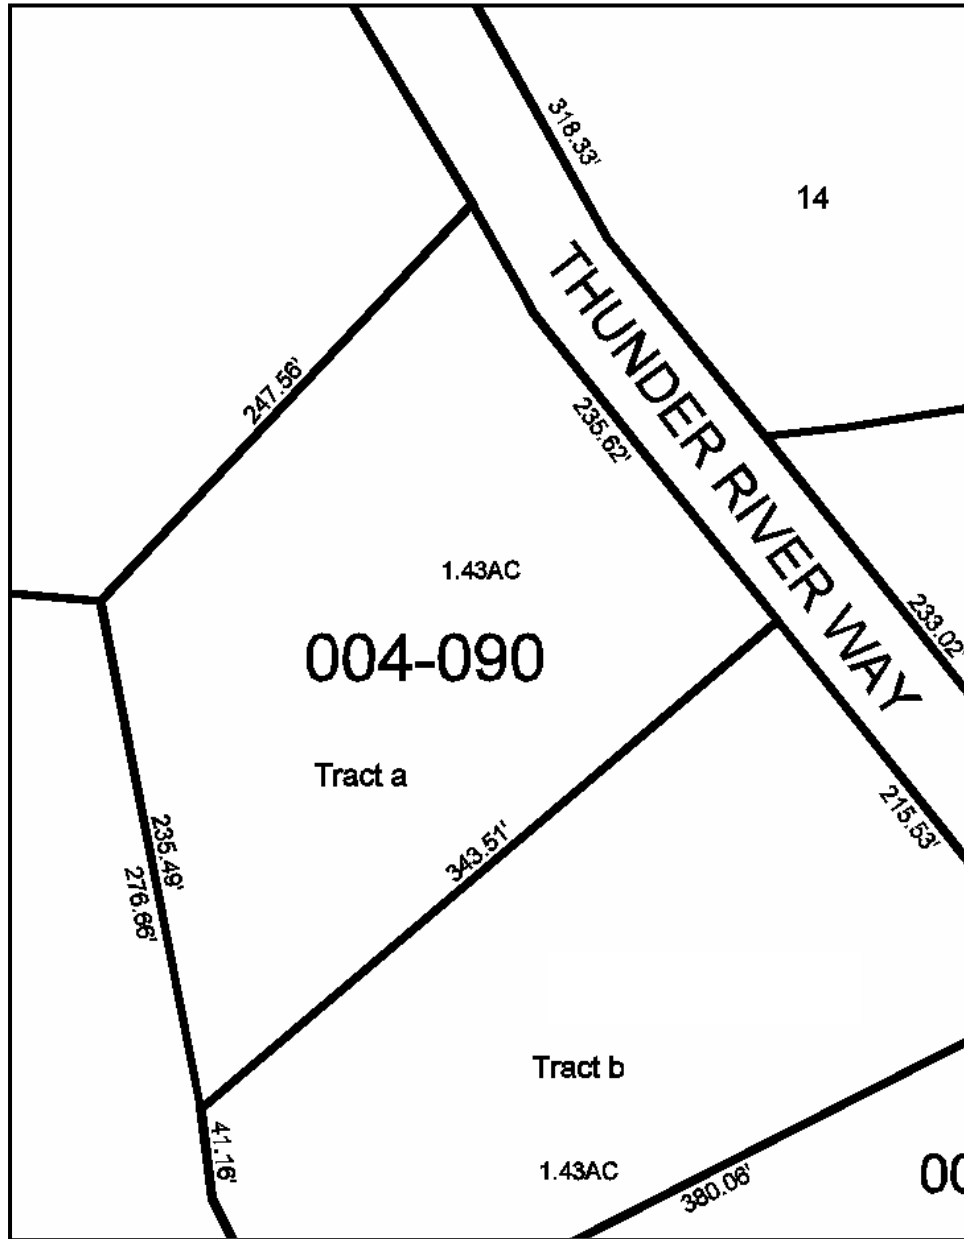 318.33'
14
THUNDER RIVER WAY
247.56'
235.62'
1.43AC
233.02'
004-090
Tract a
215.53'
343.51'
235.49'
276.66'
Tract b
41.16'
1.43AC
380.06'
00